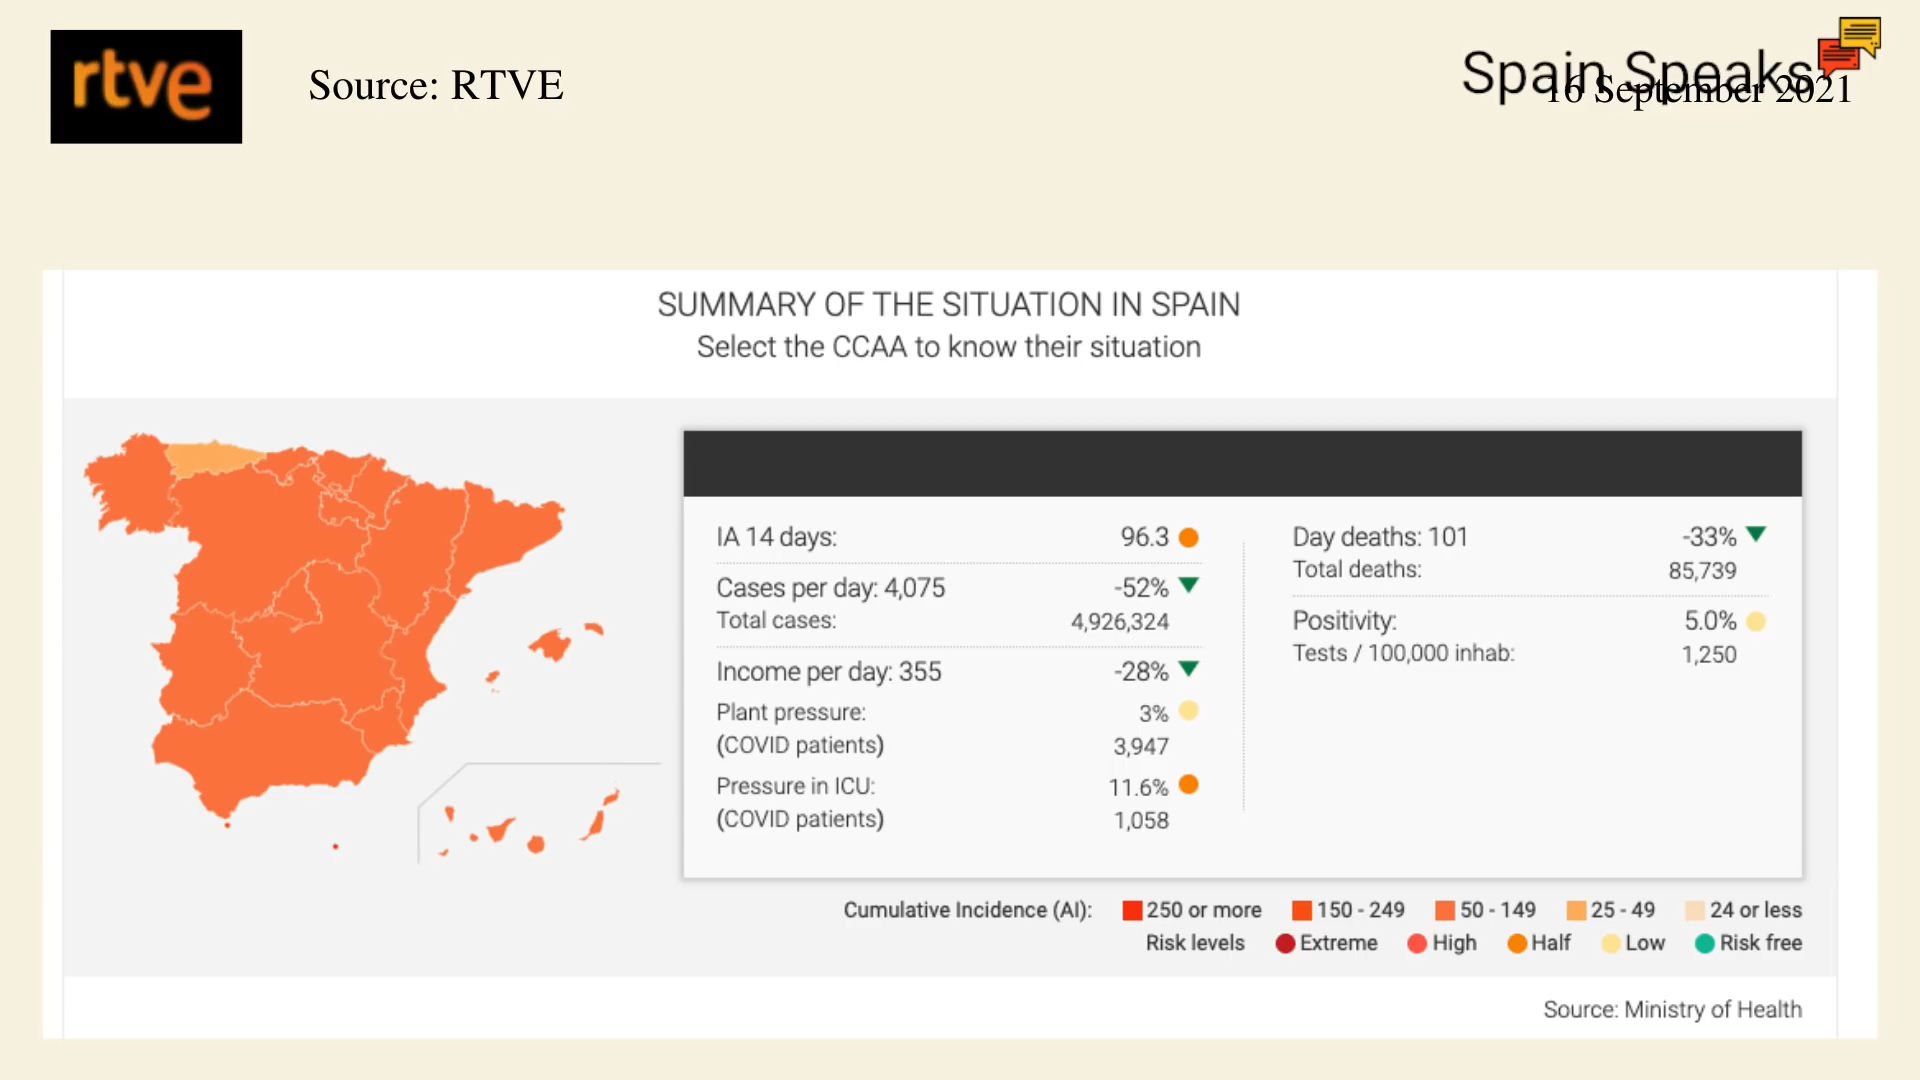 rtve
Source: RTVE
Spain Speaks
16 September 2021
SUMMARY OF THE SITUATION IN SPAIN
Select the CCAA to know their situation
IA 14 days: 96.3
Cases per day: 4,075 -52%
Total cases: 4,926,324
Income per day: 355 -28%
Plant pressure: 3%
(COVID patients) 3,947
Pressure in ICU: 11.6%
(COVID patients) 1,058
Day deaths: 101 -33%
Total deaths: 85,739
Positivity: 5.0%
Tests / 100,000 inhab: 1,250
Cumulative Incidence (AI): 250 or more 150 - 249 50 - 149 25 - 49 24 or less
Risk levels Extreme High Half Low Risk free
Source: Ministry of Health